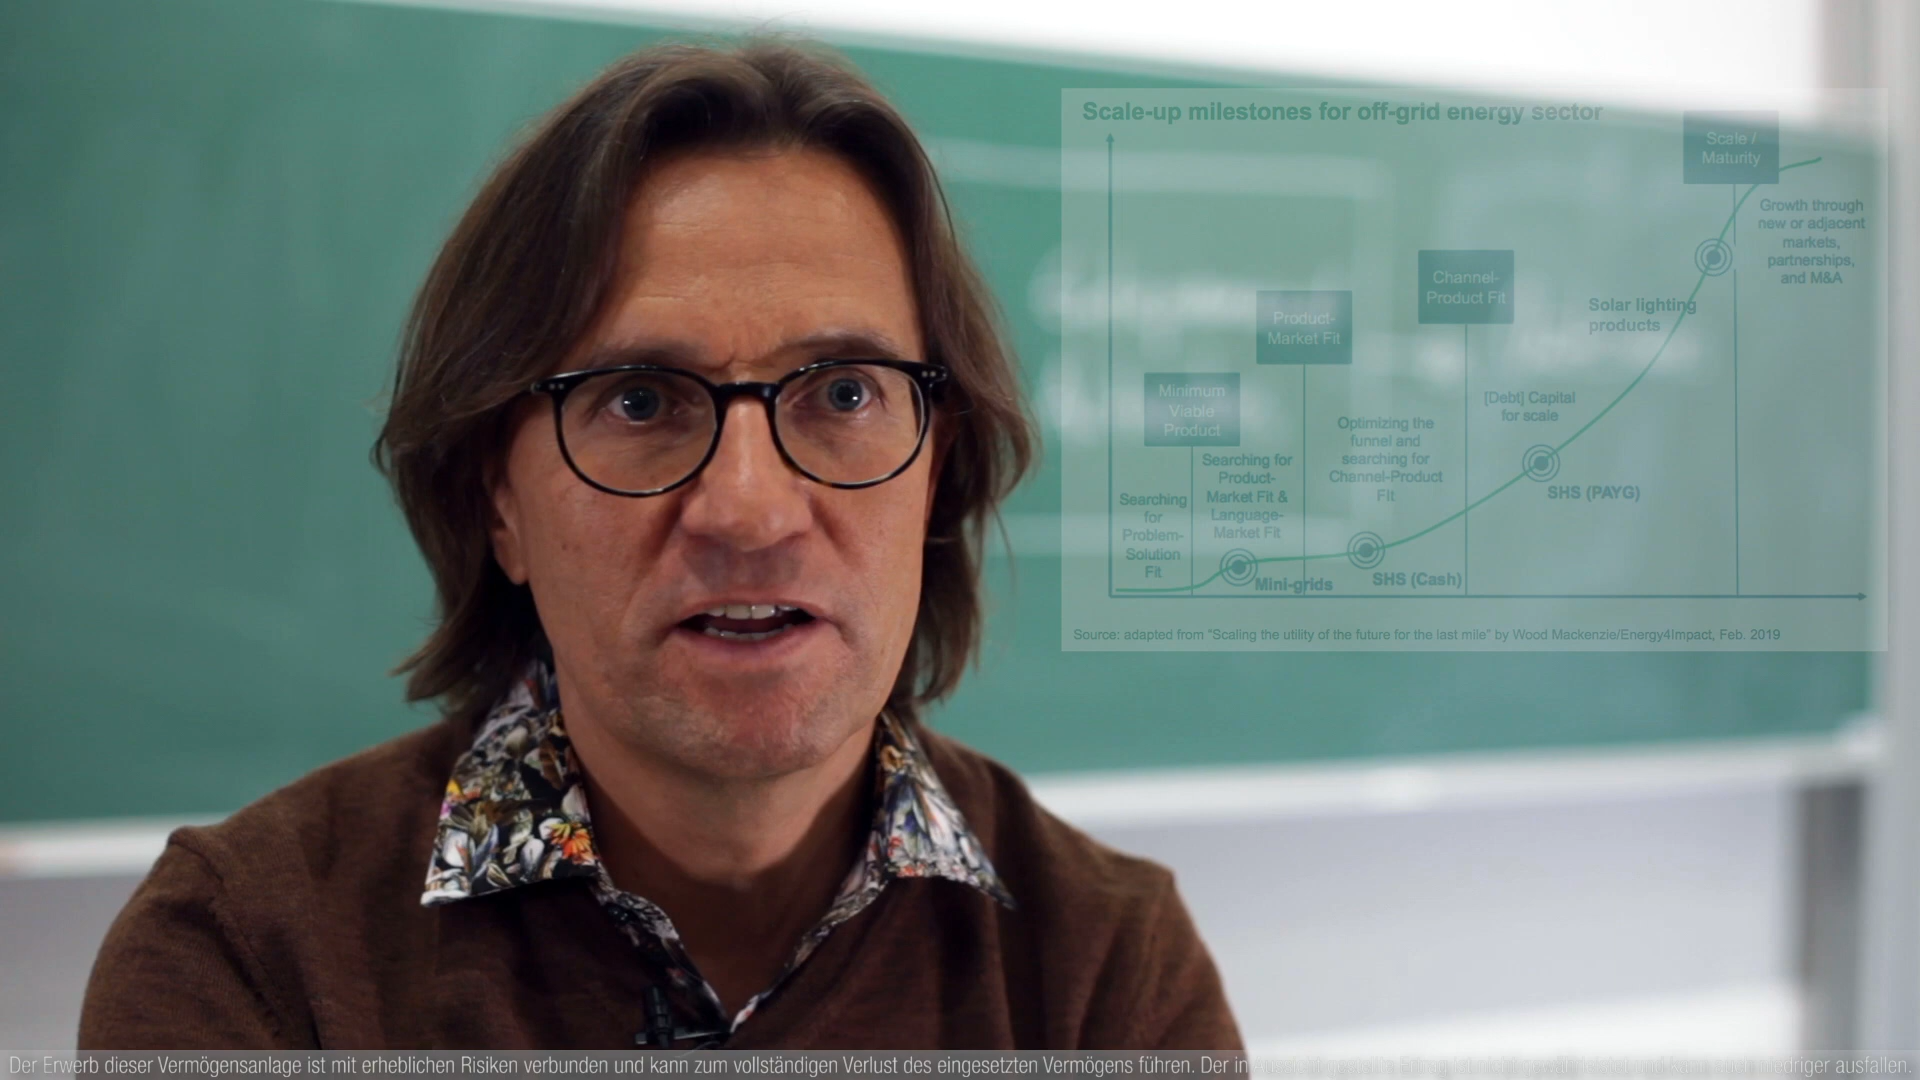 Scale-up milestones for off-grid energy sector
Scale /
Maturity
Growth through
new or adjacent
markets,
partnerships,
and M&A
Channel-
Product Fit
Solar lighting
products
Product-
Market Fit
Minimum
Viable
Product
[Debt] Capital
for scale
Optimizing the
funnel and
searching for
Channel-Product
Fit
Searching for
Product-
Market Fit &
Language-
Market Fit
Searching
for
Problem-
Solution
Fit
SHS (PAYG)
SHS (Cash)
Mini-grids
Source: adapted from "Scaling the utility of the future for the last mile" by Wood Mackenzie/Energy4Impact, Feb. 2019
Der Erwerb dieser Vermögensanlage ist mit erheblichen Risiken verbunden und kann zum vollständigen Verlust des eingesetzten Vermögens führen. Der in niedriger ausfallen.